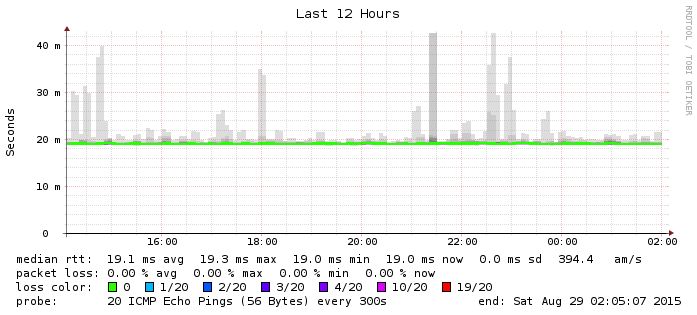 Last 12 Hours
RRDTOOL / TOBI OETIKER
Seconds
40 m
30 m
20 m
10 m
0
16:00 18:00 20:00 22:00 00:00 02:00
median rtt: 19.1 ms avg 19.3 ms max 19.0 ms min 19.0 ms now 0.0 ms sd 394.4 am/s
packet loss: 0.00 % avg 0.00 % max 0.00 % min 0.00 % now
loss color: 0 1/20 2/20 3/20 4/20 10/20 19/20
probe: 20 ICMP Echo Pings (56 Bytes) every 300s end: Sat Aug 29 02:05:07 2015